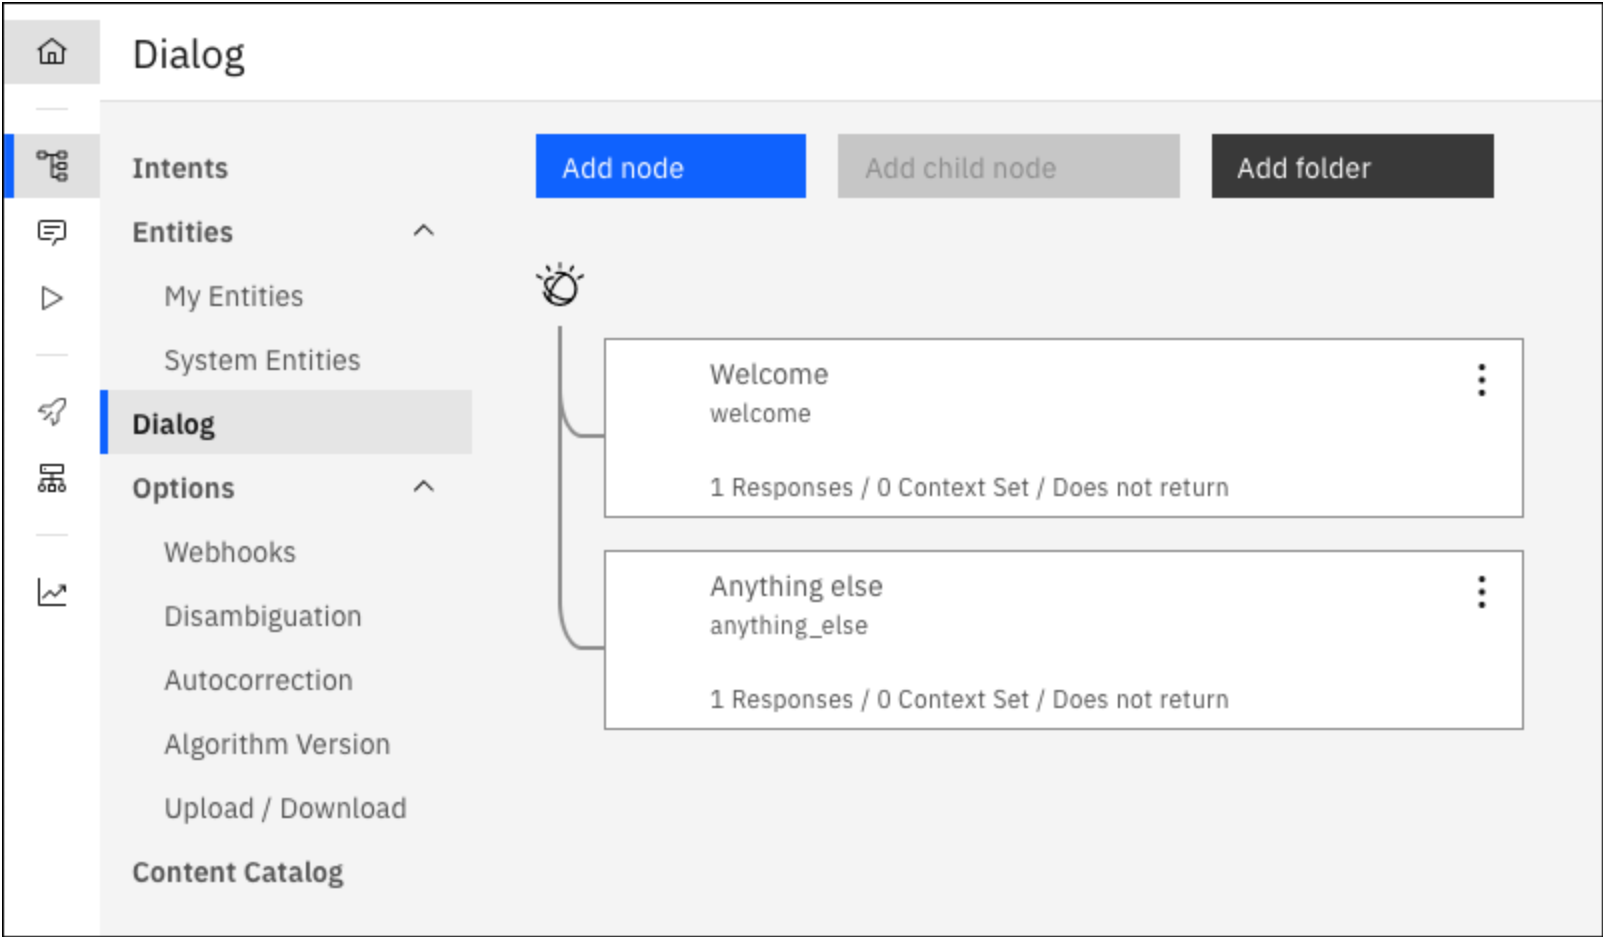 Dialog
Intents
Entities
My Entities
System Entities
Dialog
Options
Webhooks
Disambiguation
Autocorrection
Algorithm Version
Upload / Download
Content Catalog
Add node
Add child node
Add folder
Welcome
welcome
1 Responses / 0 Context Set / Does not return
Anything else
anything_else
1 Responses / 0 Context Set / Does not return